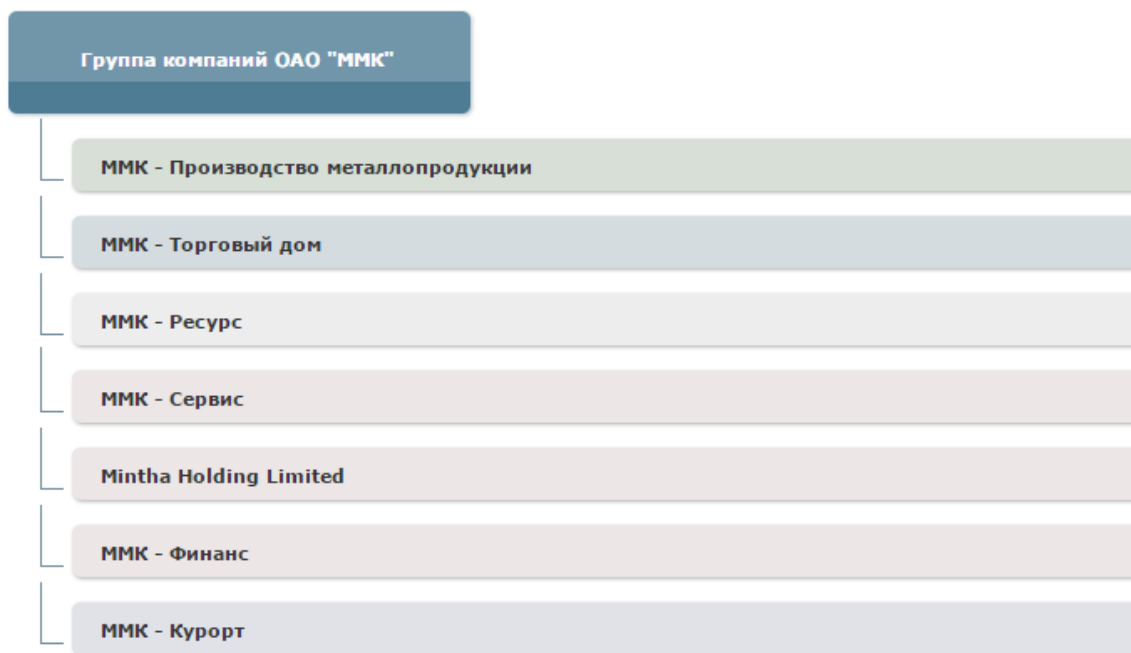 Группа компаний ОАО "ММК"
ММК - Производство металлопродукции
ММК - Торговый дом
ММК - Ресурс
ММК - Сервис
Mintha Holding Limited
ММК - Финанс
ММК - Курорт